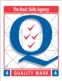 The Basic Skills Agency
QUALITY MARK